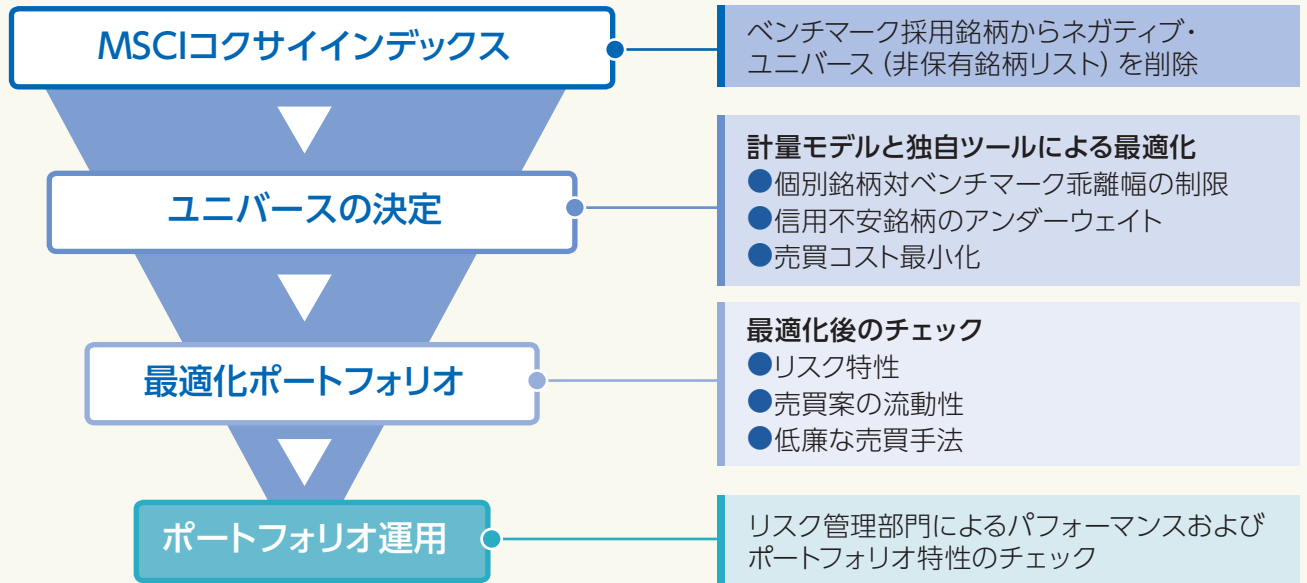 MSCIコクサイインデックス
ベンチマーク採用銘柄からネガティブ・
ユニバース (非保有銘柄リスト) を削除
ユニバースの決定
計量モデルと独自ツールによる最適化
●個別銘柄対ベンチマーク乖離幅の制限
●信用不安銘柄のアンダーウェイト
●売買コスト最小化
最適化ポートフォリオ
最適化後のチェック
●リスク特性
●売買案の流動性
●低廉な売買手法
ポートフォリオ運用
リスク管理部門によるパフォーマンスおよび
ポートフォリオ特性のチェック